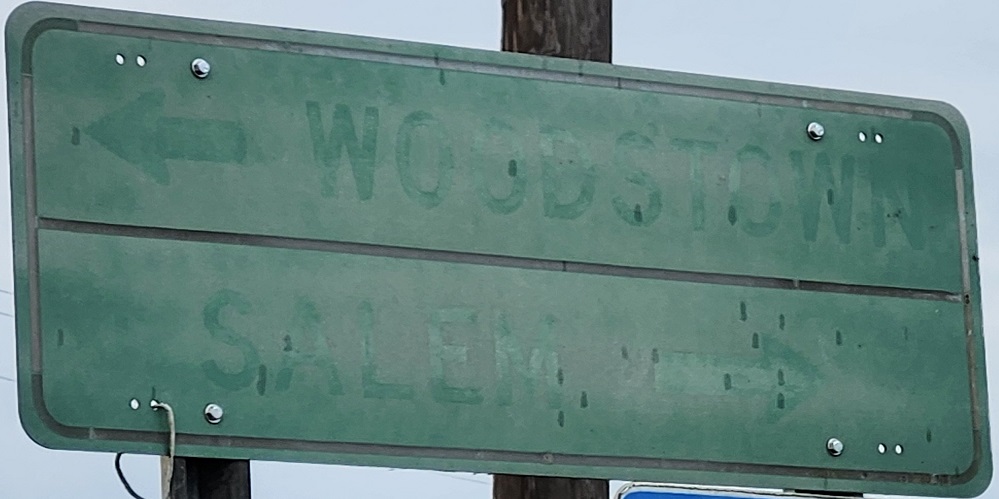 ← WOODSTOWN
SALEM →